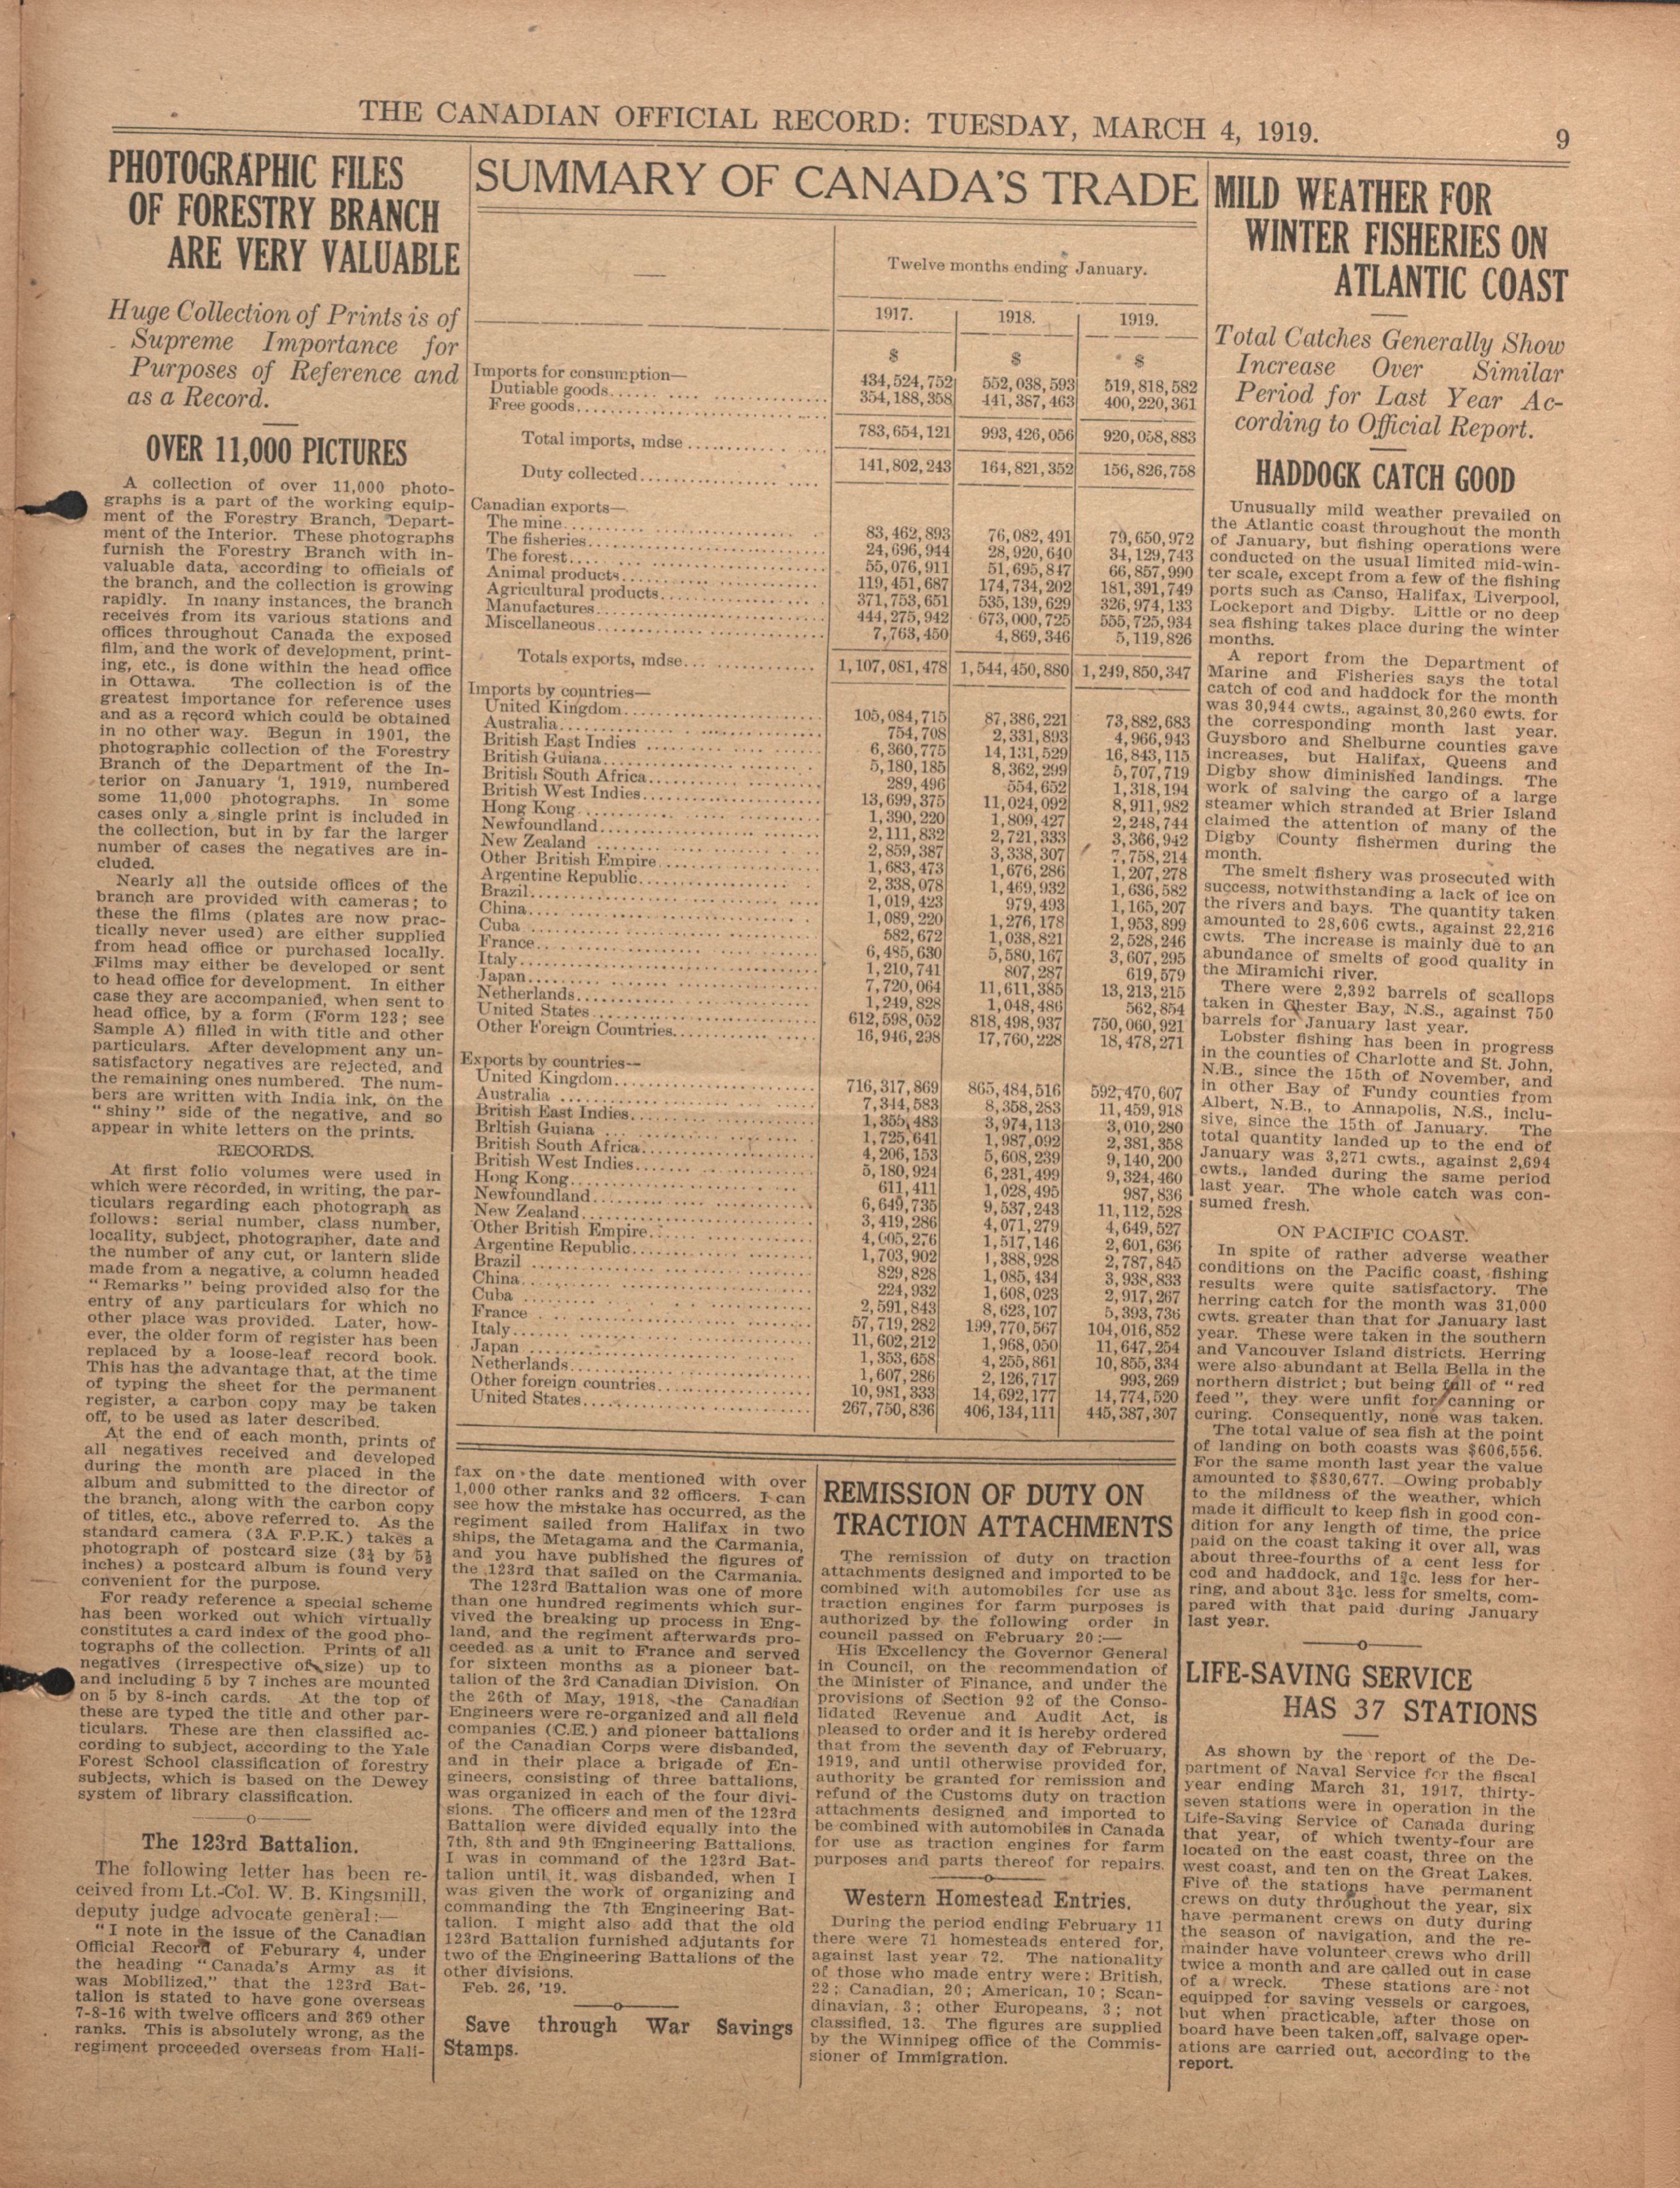 THE CANADIAN OFFICIAL RECORD: TUESDAY, MARCH 4, 1919.
9
PHOTOGRAPHIC FILES
OF FORESTRY BRANCH
ARE VERY VALUABLE
Huge Collection of Prints is of
Supreme Importance for
Purposes of Reference and
as a Record.
OVER 11,000 PICTURES
A collection of over 11,000 photo-
graphs is a part of the working equip-
ment of the Forestry Branch, Depart-
ment of the Interior. These photographs
furnish the Forestry Branch with in-
valuable data, according to officials of
the branch, and the collection is growing
rapidly. In many instances, the branch
receives from its various stations and
offices throughout Canada the exposed
film, and the work of development, print-
ing, etc., is done within the head office
in Ottawa. The collection is of the
greatest importance for reference uses
and as a record which could be obtained
in no other way. Begun in 1901, the
photographic collection of the Forestry
Branch of the Department of the In-
terior on January 1, 1919, numbered
some 11,000 photographs. In some
cases only a single print is included in
the collection, but in by far the larger
number of cases the negatives are in-
cluded.
Nearly all the outside offices of the
branch are provided with cameras; to
these the films (plates are now prac-
tically never used) are either supplied
from head office or purchased locally.
Films may either be developed or sent
to head office for development. In either
case they are accompanied, when sent to
head office, by a form (Form 123; see
Sample A) filled in with title and other
particulars. After development any un-
satisfactory negatives are rejected, and
the remaining ones numbered. The num-
bers are written with India ink, on the
"shiny" side of the negative, and so
appear in white letters on the prints.
RECORDS.
At first folio volumes were used in
which were recorded, in writing, the par-
ticulars regarding each photograph as
follows: serial number, class number,
locality, subject, photographer, date and
the number of any cut, or lantern slide
made from a negative, a column headed
"Remarks" being provided also for the
entry of any particulars for which no
other place was provided. Later, how-
ever, the older form of register has been
replaced by a loose-leaf record book.
This has the advantage that, at the time
of typing the sheet for the permanent
register, a carbon copy may be taken
off, to be used as later described.
At the end of each month, prints of
all negatives received and developed
during the month are placed in the
album and submitted to the director of
the branch, along with the carbon copy
of titles, etc., above referred to. As the
standard camera (3A F.P.K.) takes a
photograph of postcard size (3¼ by 5½
inches) a postcard album is found very
convenient for the purpose.
For ready reference a special scheme
has been worked out which virtually
constitutes a card index of the good pho-
tographs of the collection. Prints of all
negatives (irrespective of size) up to
and including 5 by 7 inches are mounted
on 5 by 8-inch cards. At the top of
these are typed the title and other par-
ticulars. These are then classified ac-
cording to subject, according to the Yale
Forest School classification of forestry
subjects, which is based on the Dewey
system of library classification.
The 123rd Battalion.
The following letter has been re-
ceived from Lt.-Col. W. B. Kingsmill,
deputy judge advocate general:—
"I note in the issue of the Canadian
Official Record of Feburary 4, under
the heading "Canada's Army as it
was Mobilized," that the 123rd Bat-
talion is stated to have gone overseas
7-8-16 with twelve officers and 369 other
ranks. This is absolutely wrong, as the
regiment proceeded overseas from Hali-
SUMMARY OF CANADA'S TRADE
Twelve months ending January.
1917. 1918. 1919.
$ $ $
Imports for consumption—
Dutiable goods 434,524,752 552,038,593 519,818,582
Free goods 354,188,358 441,387,463 400,220,361
Total imports, mdse 783,654,121 993,426,056 920,058,883
Duty collected 141,802,243 164,821,352 156,826,758
Canadian exports—
The mine 83,462,893 76,082,491 79,650,972
The fisheries 24,696,944 28,920,640 34,129,743
The forest 55,076,911 51,695,847 66,857,990
Animal products 119,451,687 174,734,202 181,391,749
Agricultural products 371,753,651 535,139,629 326,974,133
Manufactures 444,275,942 673,000,725 555,725,934
Miscellaneous 7,763,450 4,869,346 5,119,826
Totals exports, mdse 1,107,081,478 1,544,450,880 1,249,850,347
Imports by countries—
United Kingdom 105,084,715 87,386,221 73,882,683
Australia 754,708 2,331,893 4,966,943
British East Indies 6,360,775 14,131,529 16,843,115
British Guiana 5,180,185 8,362,299 5,707,719
British South Africa 289,496 554,652 1,318,194
British West Indies 13,699,375 11,024,092 8,911,982
Hong Kong 1,390,220 1,809,427 2,248,744
Newfoundland 2,111,832 2,721,333 3,366,942
New Zealand 2,859,387 3,338,307 7,758,214
Other British Empire 1,683,473 1,676,286 1,207,278
Argentine Republic 2,338,078 1,469,932 1,636,582
Brazil 1,019,423 979,493 1,165,207
China 1,089,220 1,276,178 1,953,899
Cuba 582,672 1,038,821 2,528,246
France 6,485,630 5,580,167 3,607,295
Italy 1,210,741 807,287 619,579
Japan 7,720,064 11,611,385 13,213,215
Netherlands 1,249,828 1,048,486 562,854
United States 612,598,052 818,498,937 750,060,921
Other Foreign Countries 16,946,298 17,760,228 18,478,271
Exports by countries—
United Kingdom 716,317,869 865,484,516 592,470,607
Australia 7,344,583 8,358,283 11,459,918
British East Indies 1,355,483 3,974,113 3,010,280
British Guiana 1,725,641 1,987,092 2,381,358
British South Africa 4,206,153 5,608,239 9,140,200
British West Indies 5,180,924 6,231,499 9,324,460
Hong Kong 611,411 1,028,495 987,836
Newfoundland 6,649,735 9,537,243 11,112,528
New Zealand 3,419,286 4,071,279 4,649,527
Other British Empire 4,005,276 1,517,146 2,601,636
Argentine Republic 1,703,902 1,388,928 2,787,845
Brazil 829,828 1,085,434 3,938,833
China 224,932 1,608,023 2,917,267
Cuba 2,591,843 8,623,107 5,393,736
France 57,719,282 199,770,567 104,016,852
Italy 11,602,212 1,968,050 11,647,254
Japan 1,353,658 4,255,861 10,855,334
Netherlands 1,607,286 2,126,717 993,269
Other foreign countries 10,981,333 14,692,177 14,774,520
United States 267,750,836 406,134,111 445,387,307
fax on the date mentioned with over
1,000 other ranks and 32 officers. I can
see how the mistake has occurred, as the
regiment sailed from Halifax in two
ships, the Metagama and the Carmania,
and you have published the figures of
the 123rd that sailed on the Carmania.
The 123rd Battalion was one of more
than one hundred regiments which sur-
vived the breaking up process in Eng-
land, and the regiment afterwards pro-
ceeded as a unit to France and served
for sixteen months as a pioneer bat-
talion of the 3rd Canadian Division. On
the 26th of May, 1918, the Canadian
Engineers were re-organized and all field
companies (C.E.) and pioneer battalions
of the Canadian Corps were disbanded,
and in their place a brigade of En-
gineers, consisting of three battalions,
was organized in each of the four divi-
sions. The officers and men of the 123rd
Battalion were divided equally into the
7th, 8th and 9th Engineering Battalions.
I was in command of the 123rd Bat-
talion until it was disbanded, when I
was given the work of organizing and
commanding the 7th Engineering Bat-
talion. I might also add that the old
123rd Battalion furnished adjutants for
two of the Engineering Battalions of the
other divisions.
Feb. 26, '19.
Save through War Savings
Stamps.
REMISSION OF DUTY ON
TRACTION ATTACHMENTS
The remission of duty on traction
attachments designed and imported to be
combined with automobiles for use as
traction engines for farm purposes is
authorized by the following order in
council passed on February 20:—
His Excellency the Governor General
in Council, on the recommendation of
the Minister of Finance, and under the
provisions of Section 92 of the Conso-
lidated Revenue and Audit Act, is
pleased to order and it is hereby ordered
that from the seventh day of February,
1919, and until otherwise provided for,
authority be granted for remission and
refund of the Customs duty on traction
attachments designed and imported to
be combined with automobiles in Canada
for use as traction engines for farm
purposes and parts thereof for repairs.
Western Homestead Entries.
During the period ending February 11
there were 71 homesteads entered for,
against last year 72. The nationality
of those who made entry were: British,
22; Canadian, 20; American, 10; Scan-
dinavian, 3; other Europeans, 3; not
classified, 13. The figures are supplied
by the Winnipeg office of the Commis-
sioner of Immigration.
MILD WEATHER FOR
WINTER FISHERIES ON
ATLANTIC COAST
Total Catches Generally Show
Increase Over Similar
Period for Last Year Ac-
cording to Official Report.
HADDOGK CATCH GOOD
Unusually mild weather prevailed on
the Atlantic coast throughout the month
of January, but fishing operations were
conducted on the usual limited mid-win-
ter scale, except from a few of the fishing
ports such as Canso, Halifax, Liverpool,
Lockeport and Digby. Little or no deep
sea fishing takes place during the winter
months.
A report from the Department of
Marine and Fisheries says the total
catch of cod and haddock for the month
was 30,944 cwts., against 30,260 cwts. for
the corresponding month last year.
Guysboro and Shelburne counties gave
increases, but Halifax, Queens and
Digby show diminished landings. The
work of salving the cargo of a large
steamer which stranded at Brier Island
claimed the attention of many of the
Digby County fishermen during the
month.
The smelt fishery was prosecuted with
success, notwithstanding a lack of ice on
the rivers and bays. The quantity taken
amounted to 28,606 cwts., against 22,216
cwts. The increase is mainly due to an
abundance of smelts of good quality in
the Miramichi river.
There were 2,392 barrels of scallops
taken in Chester Bay, N.S., against 750
barrels for January last year.
Lobster fishing has been in progress
in the counties of Charlotte and St. John,
N.B., since the 15th of November, and
in other Bay of Fundy counties from
Albert, N.B., to Annapolis, N.S., inclu-
sive, since the 15th of January. The
total quantity landed up to the end of
January was 3,271 cwts., against 2,694
cwts., landed during the same period
last year. The whole catch was con-
sumed fresh.
ON PACIFIC COAST.
In spite of rather adverse weather
conditions on the Pacific coast, fishing
results were quite satisfactory. The
herring catch for the month was 31,000
cwts. greater than that for January last
year. These were taken in the southern
and Vancouver Island districts. Herring
were also abundant at Bella Bella in the
northern district; but being full of "red
feed", they were unfit for canning or
curing. Consequently, none was taken.
The total value of sea fish at the point
of landing on both coasts was $606,556.
For the same month last year the value
amounted to $830,677. Owing probably
to the mildness of the weather, which
made it difficult to keep fish in good con-
dition for any length of time, the price
paid on the coast taking it over all, was
about three-fourths of a cent less for
cod and haddock, and less for her-
ring, and about less for smelts, com-
pared with that paid during January
last year.
LIFE-SAVING SERVICE
HAS 37 STATIONS
As shown by the report of the De-
partment of Naval Service for the fiscal
year ending March 31, 1917, thirty-
seven stations were in operation in the
Life-Saving Service of Canada during
that year, of which twenty-four are
located on the east coast, three on the
west coast, and ten on the Great Lakes.
Five of the stations have permanent
crews on duty throughout the year, six
have permanent crews on duty during
the season of navigation, and the re-
mainder have volunteer crews who drill
twice a month and are called out in case
of a wreck. These stations are not
equipped for saving vessels or cargoes,
but when practicable, after those on
board have been taken off, salvage oper-
ations are carried out, according to the
report.